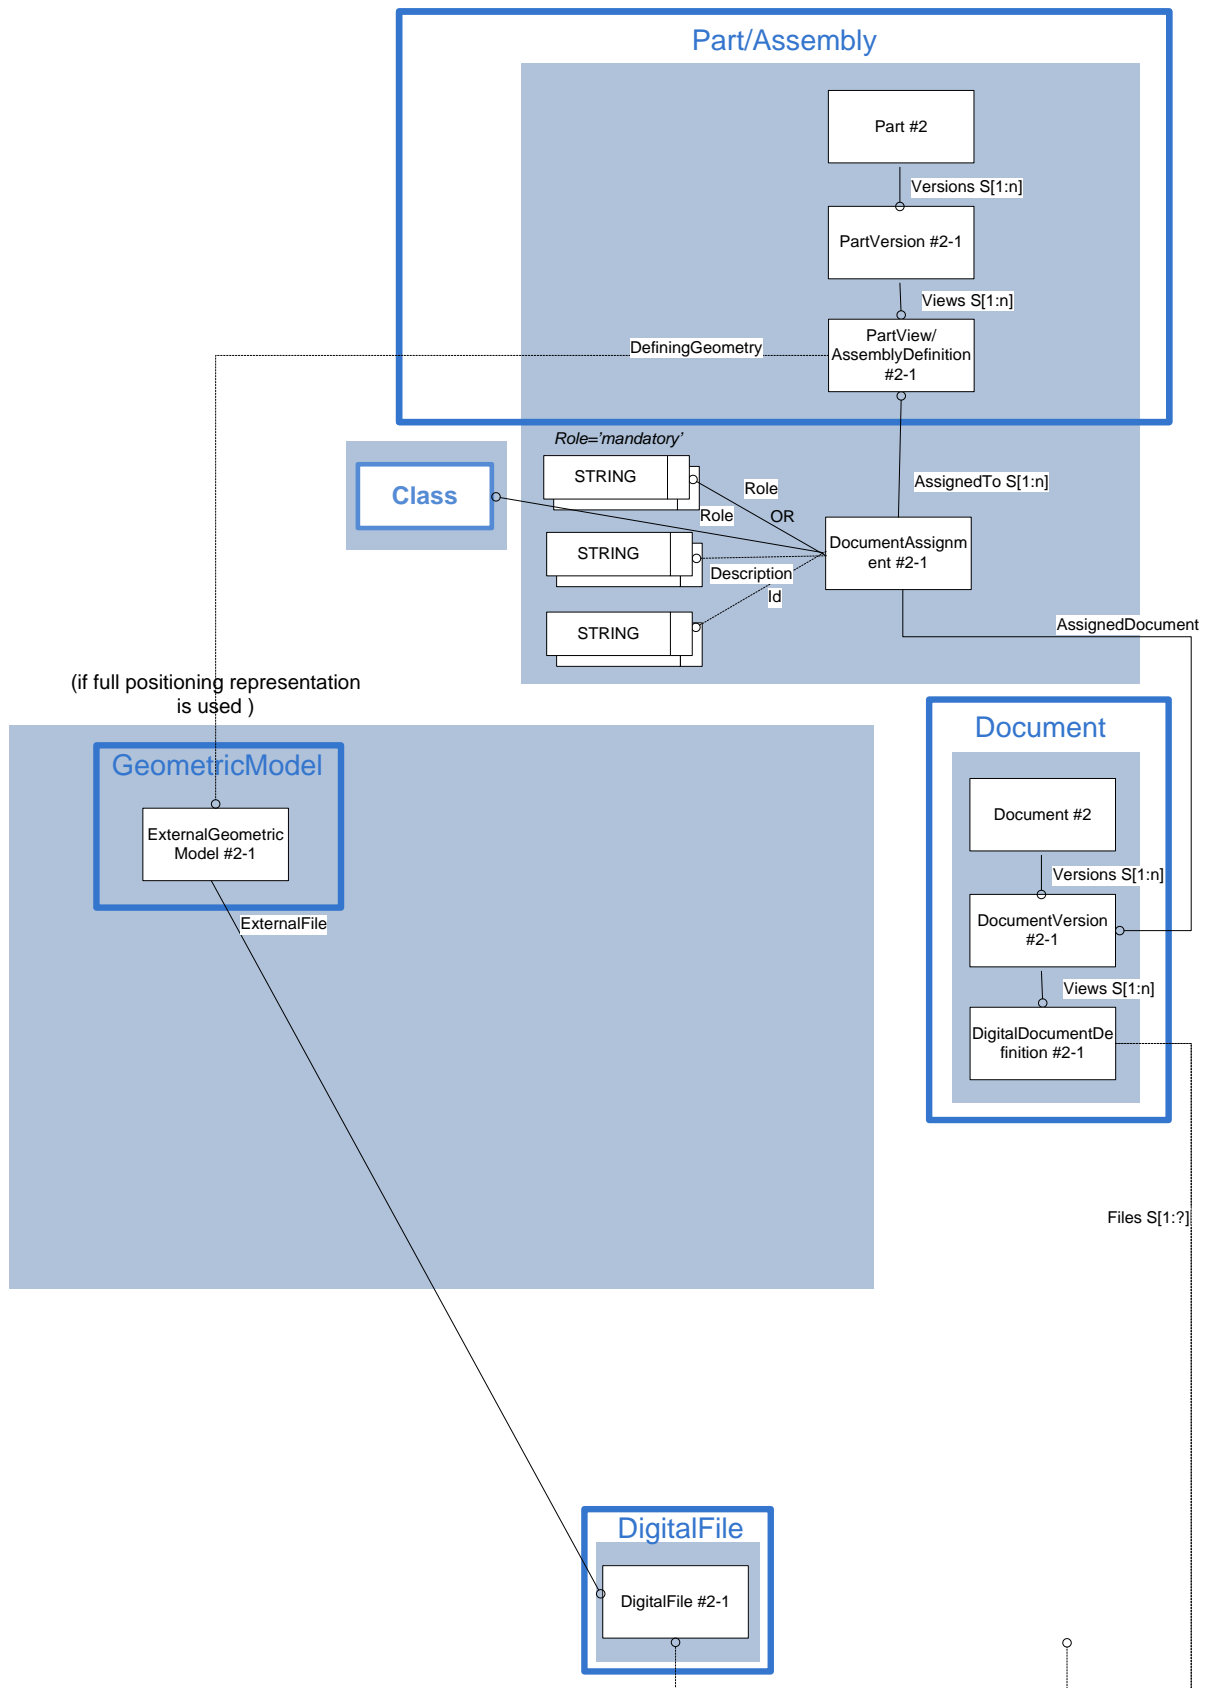 Part/Assembly
Part #2
Versions S[1:n]
PartVersion #2-1
Views S[1:n]
PartView/
AssemblyDefinition
#2-1
DefiningGeometry
Role='mandatory'
STRING
Class
Role
Role
OR
AssignedTo S[1:n]
DocumentAssignm
ent #2-1
STRING
Description
Id
STRING
AssignedDocument
(if full positioning representation
is used )
GeometricModel
ExternalGeometric
Model #2-1
ExternalFile
Document
Document #2
Versions S[1:n]
DocumentVersion
#2-1
Views S[1:n]
DigitalDocumentDe
finition #2-1
Files S[1:?]
DigitalFile
DigitalFile #2-1